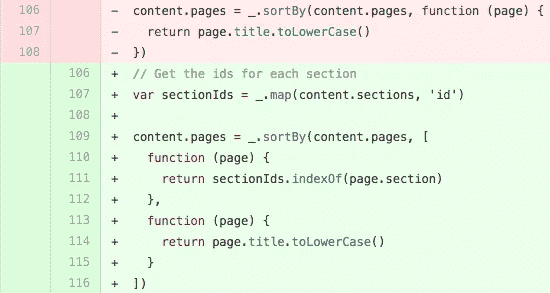 106 - content.pages = _.sortBy(content.pages, function (page) {
107 - return page.title.toLowerCase()
108 - })
106 + // Get the ids for each section
107 + var sectionIds = _.map(content.sections, 'id')
108 +
109 + content.pages = _.sortBy(content.pages, [
110 + function (page) {
111 + return sectionIds.indexOf(page.section)
112 + },
113 + function (page) {
114 + return page.title.toLowerCase()
115 + }
116 + ])